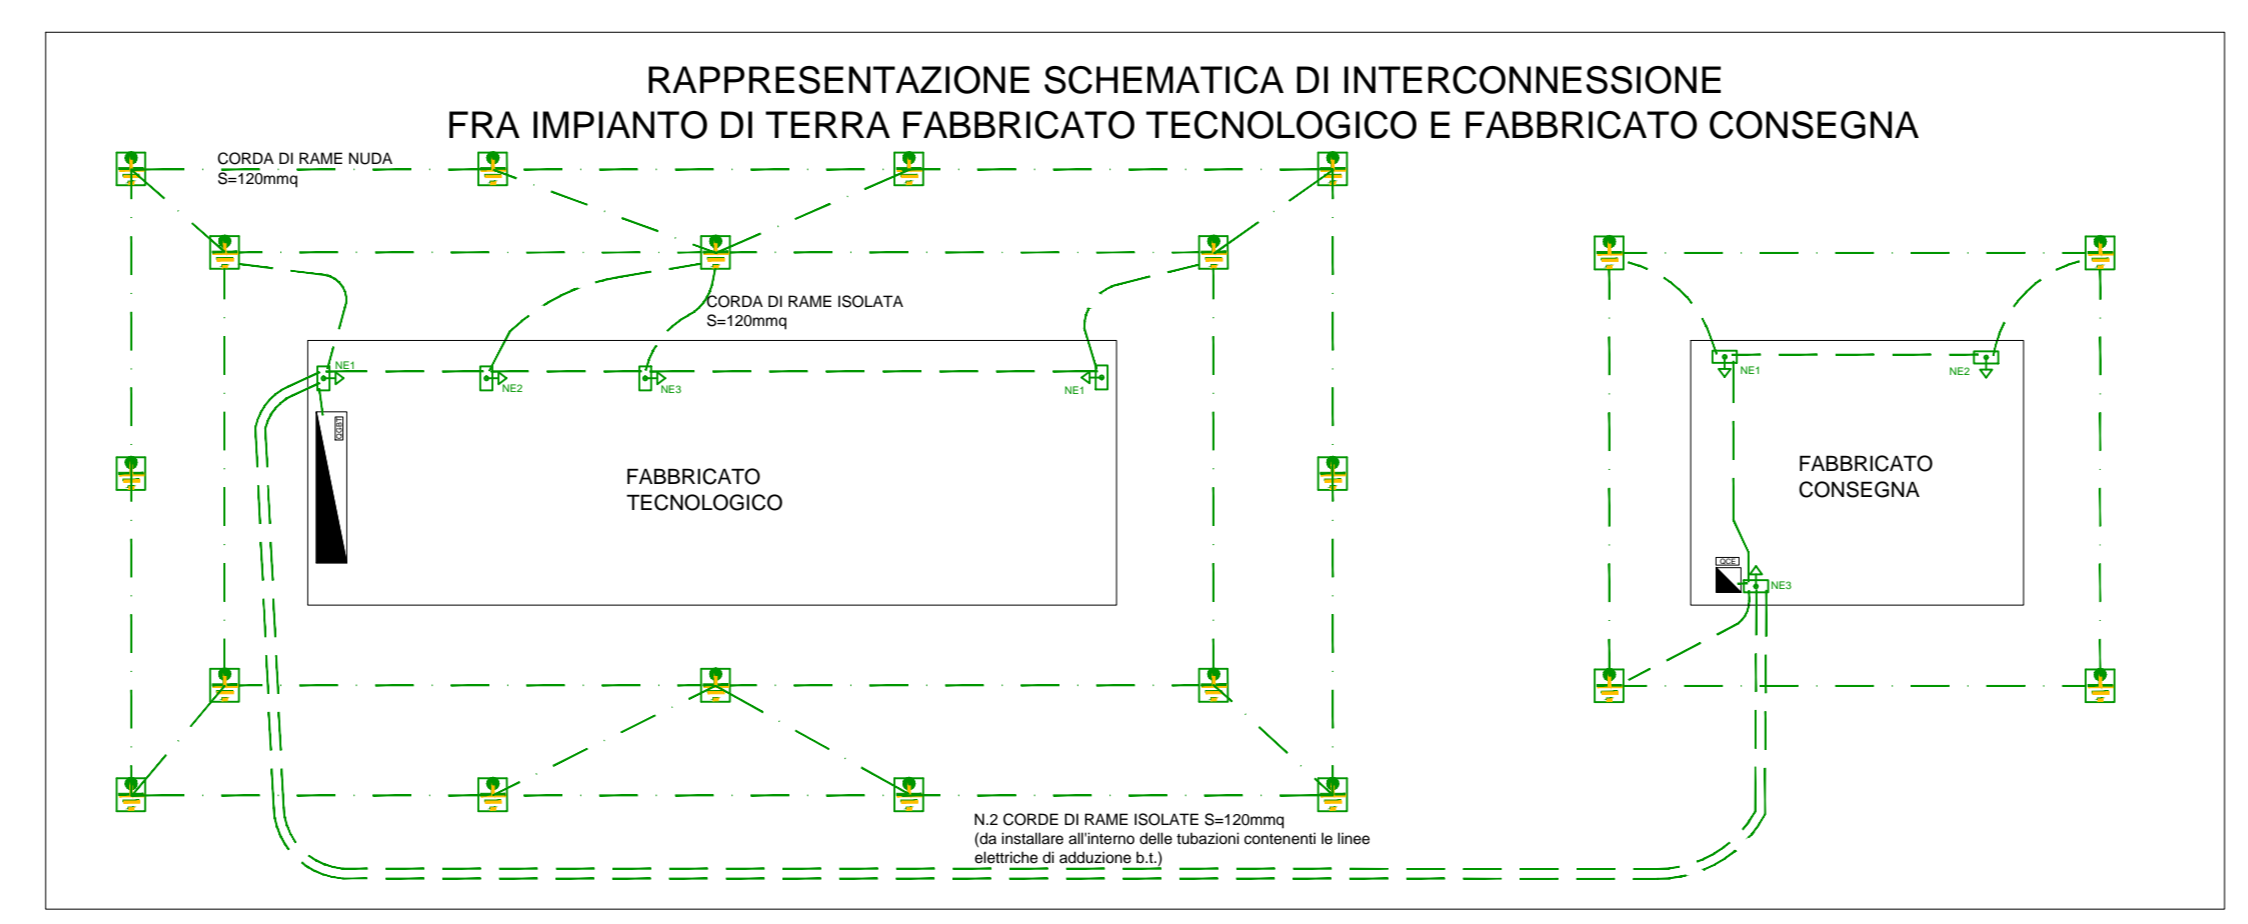 RAPPRESENTAZIONE SCHEMATICA DI INTERCONNESSIONE
FRA IMPIANTO DI TERRA FABBRICATO TECNOLOGICO E FABBRICATO CONSEGNA
CORDA DI RAME NUDA
S=120mmq
CORDA DI RAME ISOLATA
S=120mmq
NE1
NE2
NE3
NE1
QGBT
FABBRICATO
TECNOLOGICO
NE1
NE2
FABBRICATO
CONSEGNA
QCE
NE3
N.2 CORDE DI RAME ISOLATE S=120mmq
(da installare all'interno delle tubazioni contenenti le linee
elettriche di adduzione b.t.)